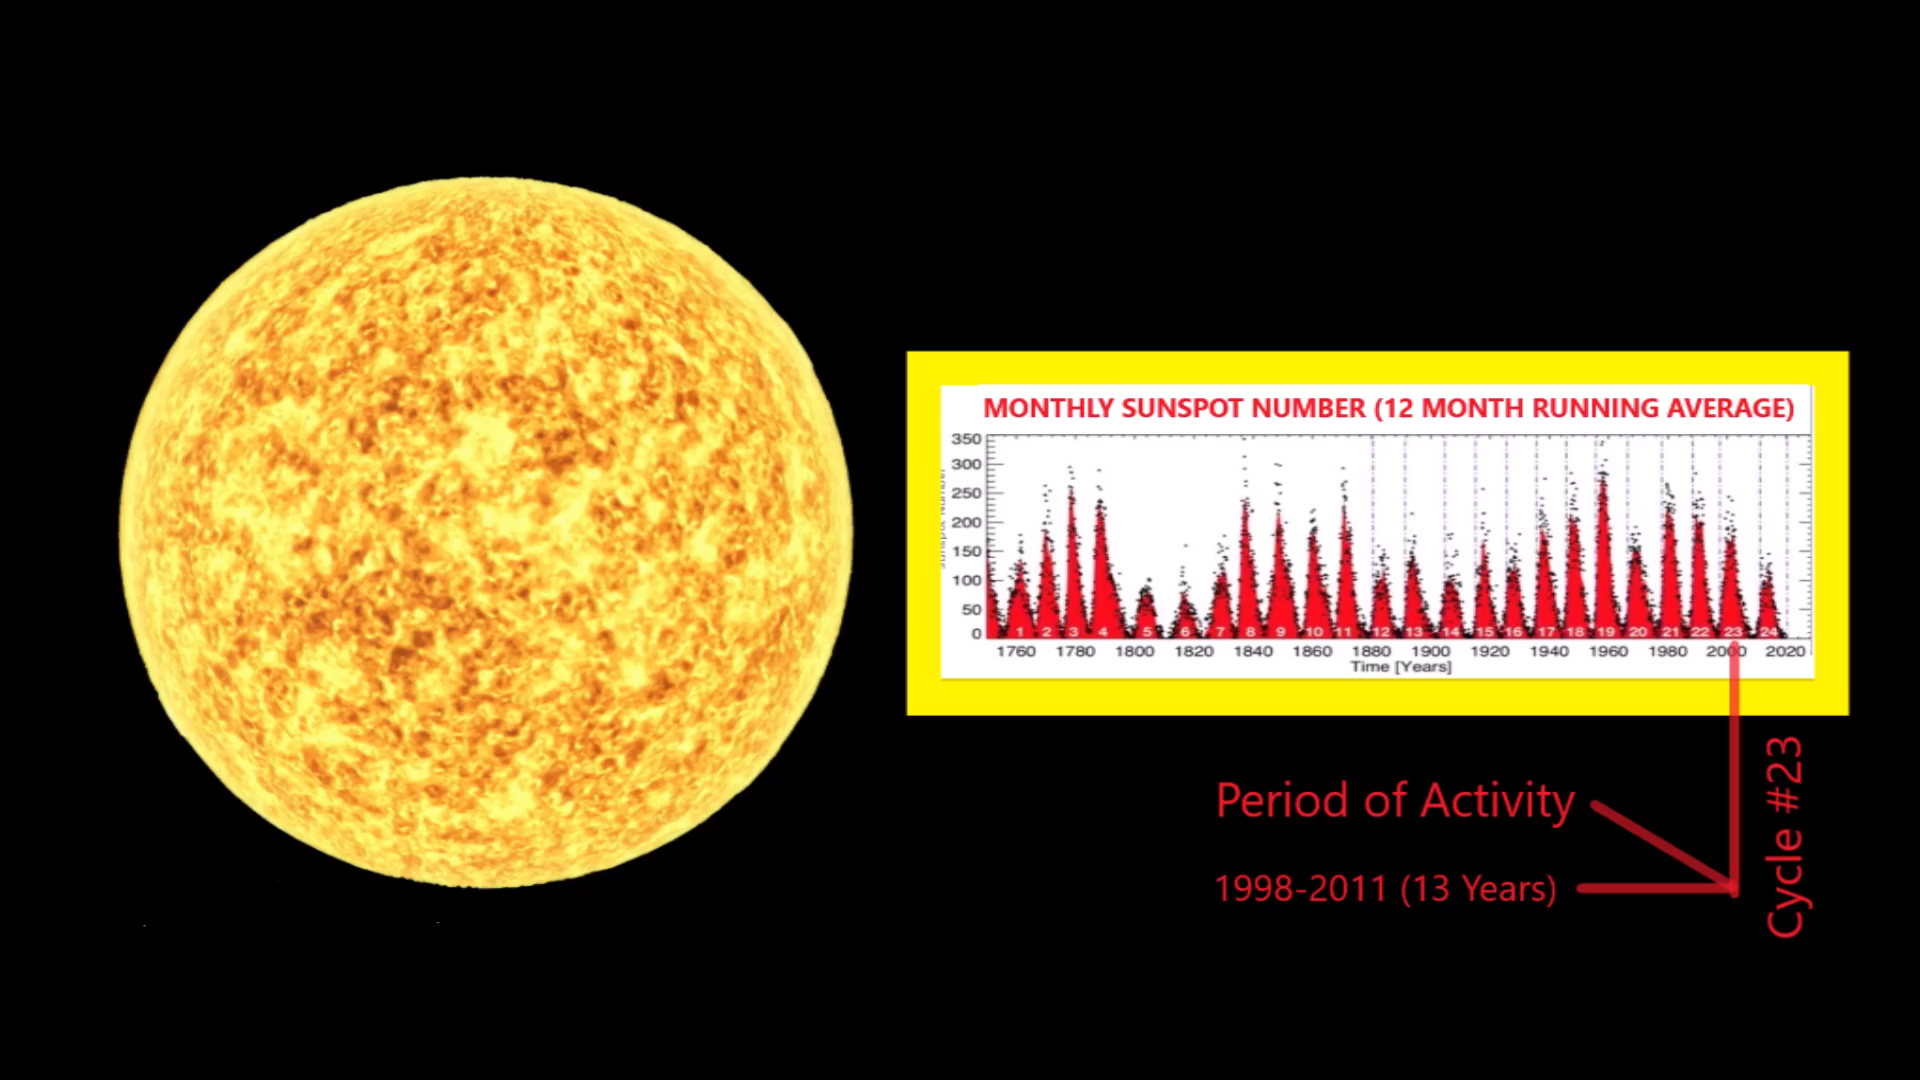 MONTHLY SUNSPOT NUMBER (12 MONTH RUNNING AVERAGE)
350
300
250
200
150
100
50
0
1 2 3 4 5 6 7 8 9 10 11 12 13 14 15 16 17 18 19 20 21 22 23 24
1760 1780 1800 1820 1840 1860 1880 1900 1920 1940 1960 1980 2000 2020
Time [Years]
Period of Activity
1998-2011 (13 Years)
Cycle #23